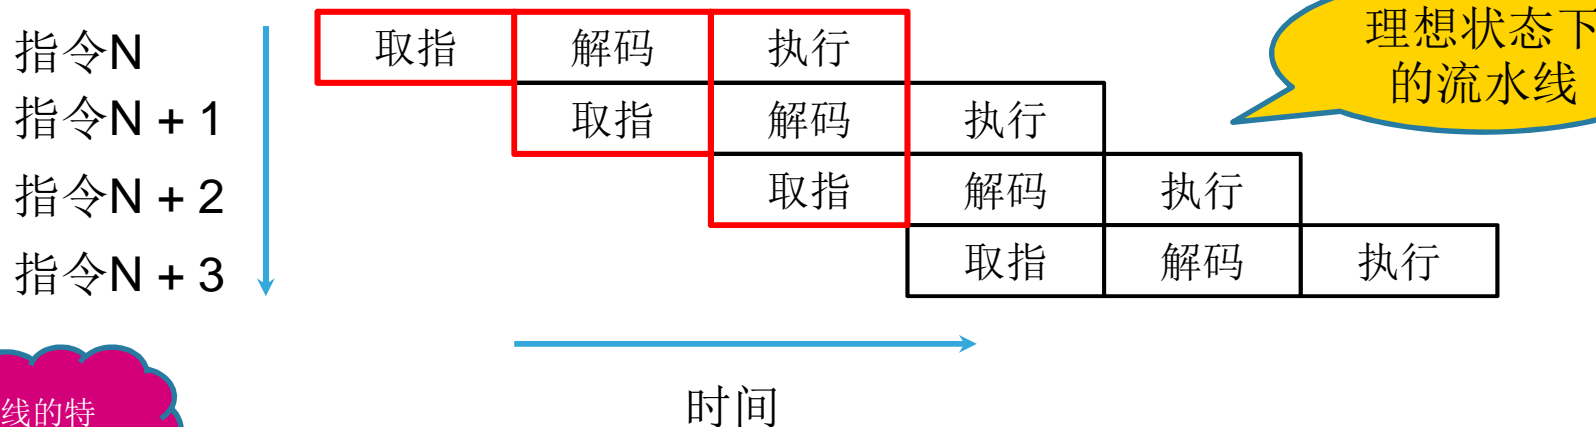 指令N
取指 解码 执行
理想状态下
的流水线
指令N + 1
取指 解码 执行
指令N + 2
取指 解码 执行
指令N + 3
取指 解码 执行
线的特
时间